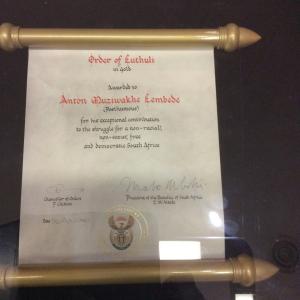 Order of Luthuli
in gold
Awarded to
Anton Muziwakhe Lembede
(Posthumous)
for his exceptional contribution
to the struggle for a non-racial,
non-sexist, free
and democratic South Africa
Chancellor of Orders
President of the Republic of South Africa
Date